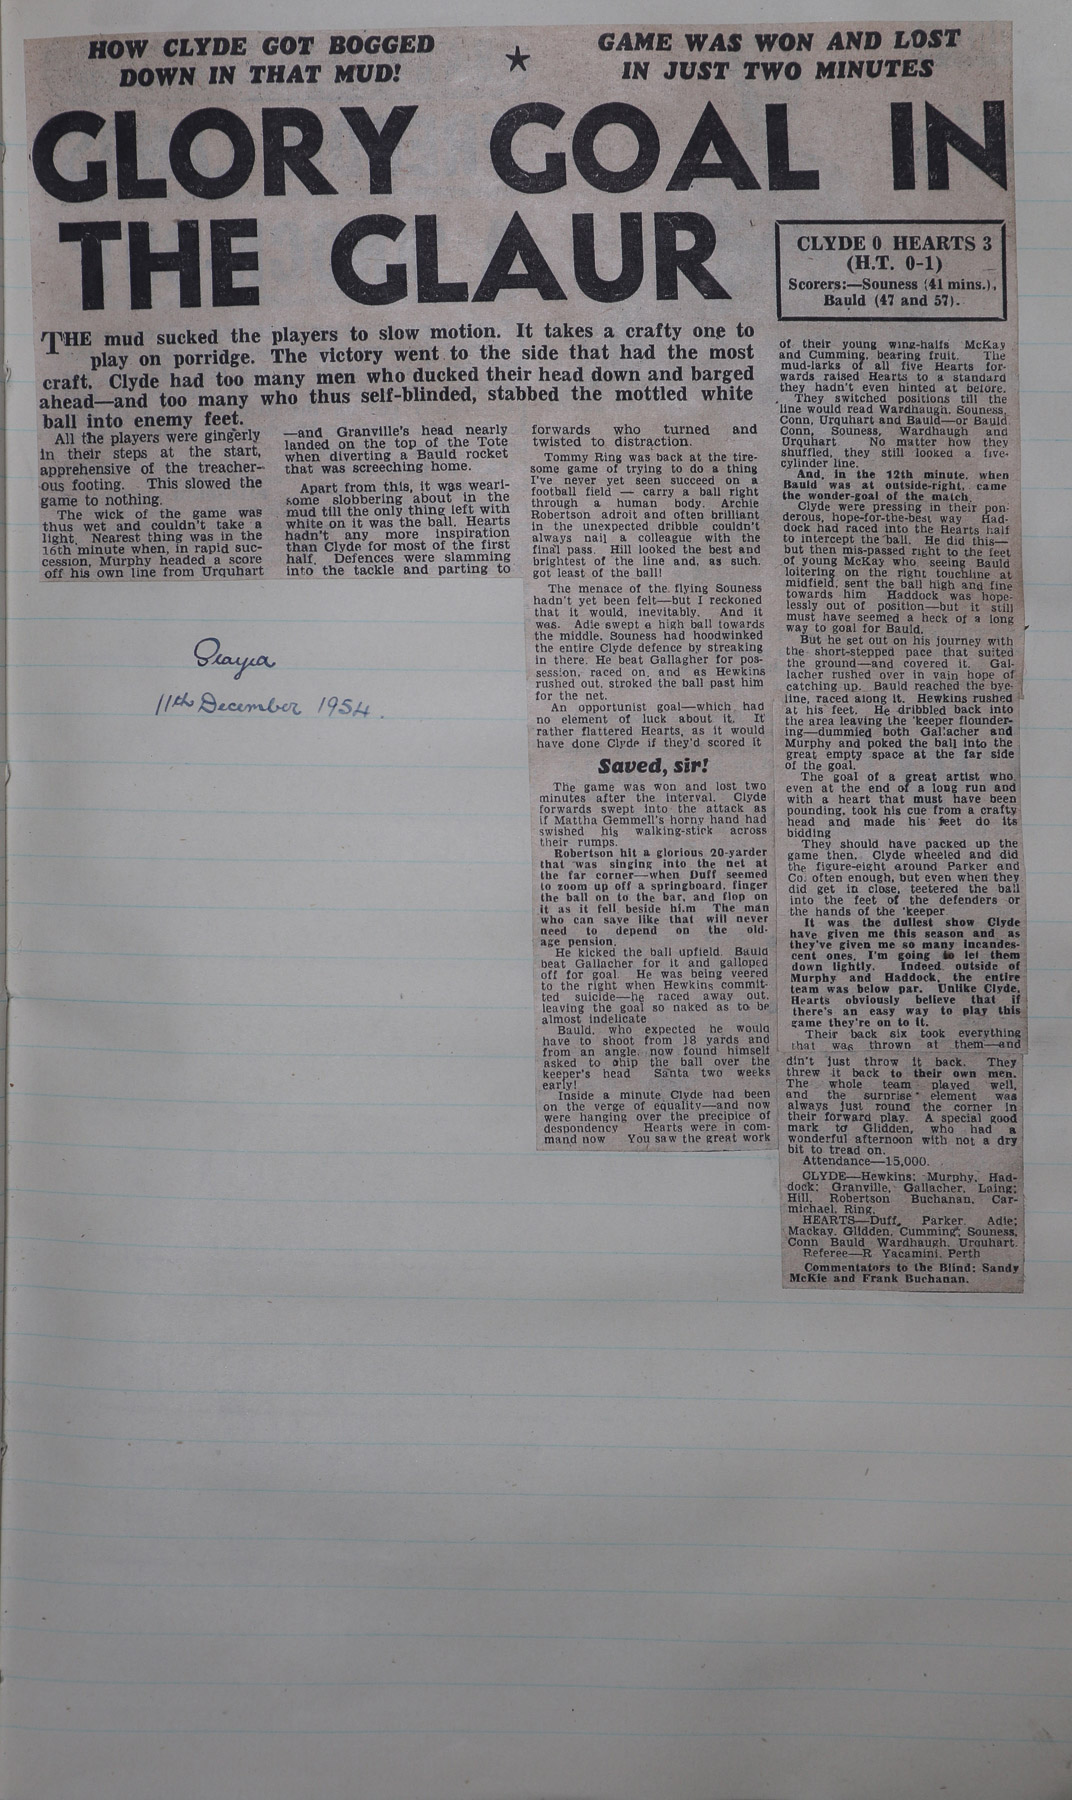 HOW CLYDE GOT BOGGED
DOWN IN THAT MUD!
★
GAME WAS WON AND LOST
IN JUST TWO MINUTES
GLORY GOAL IN
THE GLAUR
CLYDE 0 HEARTS 3
(H.T. 0-1)
Scorers:—Souness (41 mins.),
Bauld (47 and 57).
THE mud sucked the players to slow motion. It takes a crafty one to
play on porridge. The victory went to the side that had the most
craft. Clyde had too many men who ducked their head down and barged
ahead—and too many who thus self-blinded, stabbed the mottled white
ball into enemy feet.
All the players were gingerly
in their steps at the start,
apprehensive of the treacher-
ous footing. This slowed the
game to nothing.
The wick of the game was
thus wet and couldn't take a
light. Nearest thing was in the
16th minute when, in rapid suc-
cession, Murphy headed a score
off his own line from Urquhart
—and Granville's head nearly
landed on the top of the Tote
when diverting a Bauld rocket
that was screeching home.
Apart from this, it was weari-
some slobbering about in the
mud till the only thing left with
white on it was the ball. Hearts
hadn't any more inspiration
than Clyde for most of the first
half. Defences were slamming
into the tackle and parting to
forwards who turned and
twisted to distraction.
Tommy Ring was back at the tire-
some game of trying to do a thing
I've never yet seen succeed on a
football field — carry a ball right
through a human body. Archie
Robertson adroit and often brilliant
in the unexpected dribble couldn't
always nail a colleague with the
final pass. Hill looked the best and
brightest of the line and, as such,
got least of the ball!
The menace of the flying Souness
hadn't yet been felt—but I reckoned
that it would, inevitably. And it
was. Adie swept a high ball towards
the middle. Souness had hoodwinked
the entire Clyde defence by streaking
in there. He beat Gallagher for pos-
session, raced on, and as Hewkins
rushed out, stroked the ball past him
for the net.
An opportunist goal—which had
no element of luck about it. It
rather flattered Hearts, as it would
have done Clyde if they'd scored it
Saved, sir!
The game was won and lost two
minutes after the interval. Clyde
forwards swept into the attack as
if Mattha Gemmell's horny hand had
swished his walking-stick across
their rumps.
Robertson hit a glorious 20-yarder
that was singing into the net at
the far corner—when Duff seemed
to zoom up off a springboard, finger
the ball on to the bar, and flop on
it as it fell beside him The man
who can save like that will never
need to depend on the old-
age pension.
He kicked the ball upfield. Bauld
beat Gallacher for it and galloped
off for goal. He was being veered
to the right when Hewkins commit-
ted suicide—he raced away out,
leaving the goal so naked as to be
almost indelicate
Bauld, who expected he would
have to shoot from 18 yards and
from an angle, now found himself
asked to chip the ball over the
keeper's head Santa two weeks
early!
Inside a minute Clyde had been
on the verge of equality—and now
were hanging over the precipice of
despondency Hearts were in com-
mand now You saw the great work
of their young wing-halfs McKay
and Cumming, bearing fruit. The
mud-larks of all five Hearts for-
wards raised Hearts to a standard
they hadn't even hinted at before.
They switched positions till the
line would read Wardhaugh, Souness,
Conn, Urquhart and Bauld—or Bauld
Conn, Souness, Wardhaugh and
Urquhart No matter how they
shuffled, they still looked a five-
cylinder line.
And, in the 12th minute, when
Bauld was at outside-right, came
the wonder-goal of the match.
Clyde were pressing in their pon-
derous, hope-for-the-best way Had-
dock had raced into the Hearts half
to intercept the ball. He did this—
but then mis-passed right to the feet
of young McKay who, seeing Bauld
loitering on the right touchline at
midfield, sent the ball high and fine
towards him Haddock was hope-
lessly out of position—but it still
must have seemed a heck of a long
way to goal for Bauld.
But he set out on his journey with
the short-stepped pace that suited
the ground—and covered it. Gal-
lacher rushed over in vain hope of
catching up. Bauld reached the bye-
line, raced along it. Hewkins rushed
at his feet. He dribbled back into
the area leaving the 'keeper flounder-
ing—dummied both Gallacher and
Murphy and poked the ball into the
great empty space at the far side
of the goal.
The goal of a great artist who,
even at the end of a long run and
with a heart that must have been
pounding, took his cue from a crafty
head and made his feet do its
bidding
They should have packed up the
game then. Clyde wheeled and did
the figure-eight around Parker and
Co. often enough, but even when they
did get in close, teetered the ball
into the feet of the defenders or
the hands of the 'keeper
It was the dullest show Clyde
have given me this season and as
they've given me so many incandes-
cent ones, I'm going to let them
down lightly. Indeed, outside of
Murphy and Haddock, the entire
team was below par. Unlike Clyde,
Hearts obviously believe that if
there's an easy way to play this
game they're on to it.
Their back six took everything
that was thrown at them—and
din't just throw it back. They
threw it back to their own men.
The whole team played well,
and the surprise element was
always just round the corner in
their forward play. A special good
mark to Glidden, who had a
wonderful afternoon with not a dry
bit to tread on.
Attendance—15,000.
CLYDE—Hewkins; Murphy, Had-
dock; Granville, Gallacher, Laing;
Hill, Robertson Buchanan, Car-
michael, Ring.
HEARTS—Duff, Parker Adie;
Mackay, Glidden, Cumming; Souness,
Conn Bauld Wardhaugh, Urquhart.
Referee—R Yacamini, Perth
Commentators to the Blind: Sandy
McKie and Frank Buchanan.
11th December 1954.